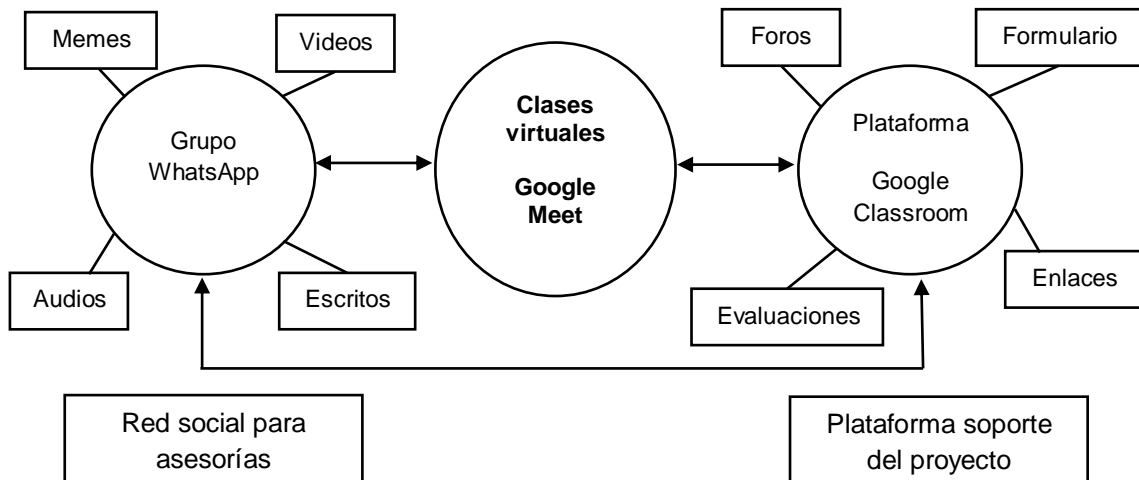 Memes
Videos
Foros
Formulario
Grupo
WhatsApp
Clases
virtuales
Google
Meet
Plataforma
Google
Classroom
Audios
Escritos
Evaluaciones
Enlaces
Red social para
asesorías
Plataforma soporte
del proyecto